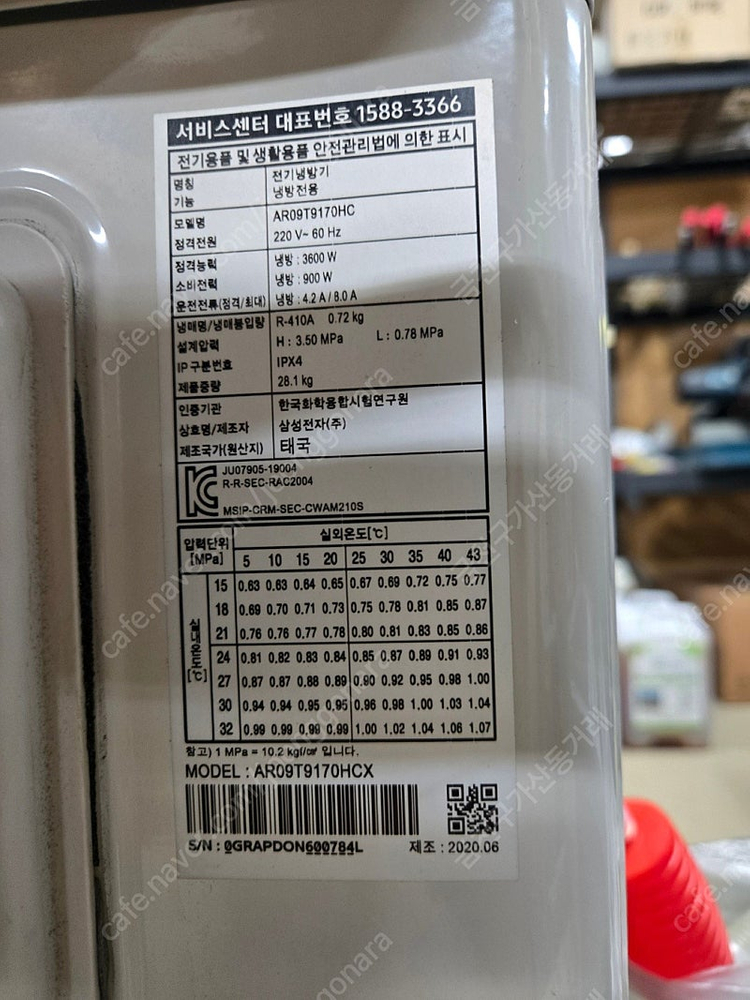 서비스센터 대표번호 1588-3366
전기용품 및 생활용품 안전관리법에 의한 표시
명칭 전기냉방기
기능 냉방전용
모델명 AR09T9170HC
정격전원 220 V~ 60 Hz
정격능력 냉방 : 3600 W
소비전력 냉방 : 900 W
운전전류(정격/최대) 냉방 : 4.2 A / 8.0 A
냉매명/냉매봉입량 R-410A 0.72 kg
설계압력 H : 3.50 MPa L : 0.78 MPa
IP 구분번호 IPX4
제품중량 28.1 kg
인증기관 한국화학융합시험연구원
상호명/제조자 삼성전자(주)
제조국가(원산지) 태국
JU07905-19004
R-R-SEC-RAC2004
MSIP-CRM-SEC-CWAM210S
압력단위 [MPa] 실외온도[℃]
5 10 15 20 25 30 35 40 43
실내온도[℃]
15 0.63 0.63 0.64 0.65 0.67 0.69 0.72 0.75 0.77
18 0.69 0.70 0.71 0.73 0.75 0.78 0.81 0.85 0.87
21 0.76 0.76 0.77 0.78 0.80 0.81 0.83 0.85 0.86
24 0.81 0.82 0.83 0.84 0.85 0.87 0.89 0.91 0.93
27 0.87 0.87 0.88 0.89 0.90 0.92 0.95 0.98 1.00
30 0.94 0.94 0.95 0.95 0.96 0.98 1.00 1.03 1.04
32 0.99 0.99 0.99 0.99 1.00 1.02 1.04 1.06 1.07
참고) 1 MPa = 10.2 kgf/㎠ 입니다.
MODEL : AR09T9170HCX
S/N : 0GRAPDON600784L 제조 : 2020.06